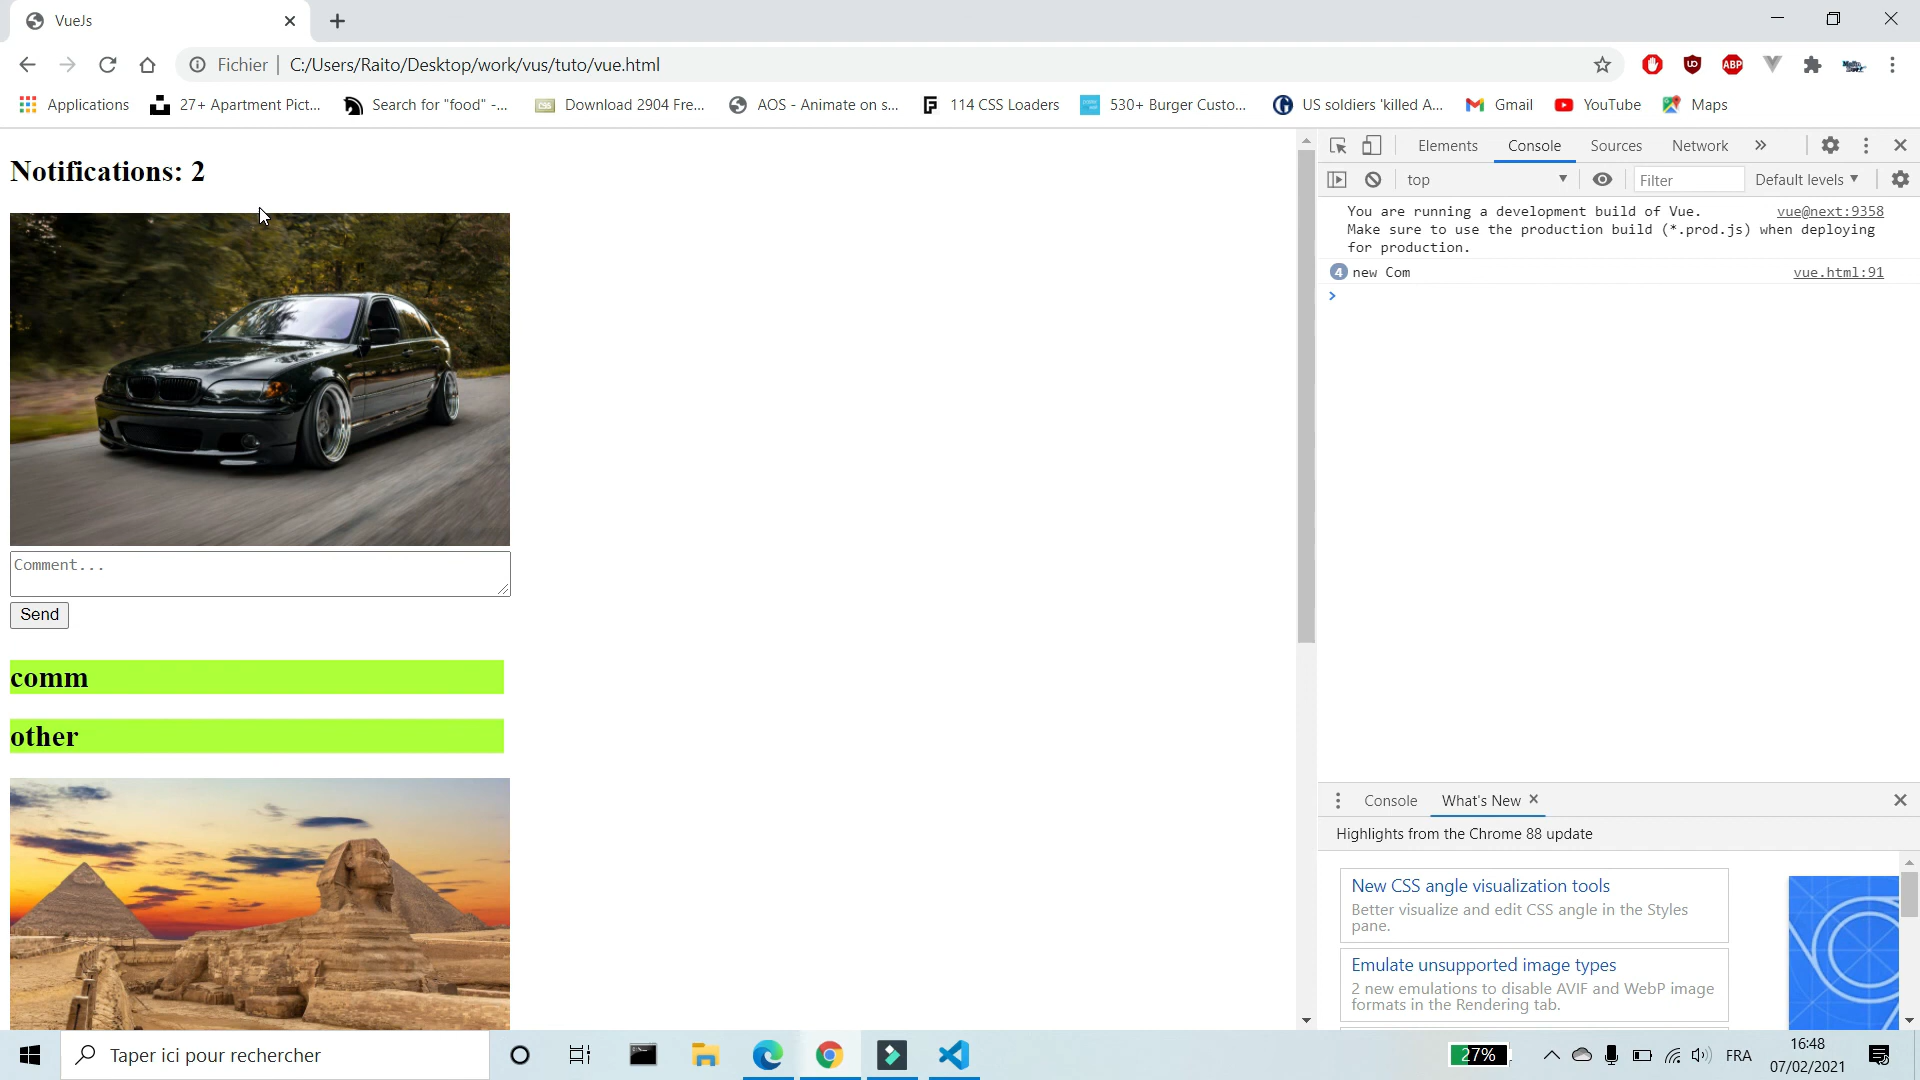 VueJs
Fichier
C:/Users/Raito/Desktop/work/vus/tuto/vue.html
UD
ABP
Applications
27+ Apartment Pict...
Search for "food" -...
CSS
Download 2904 Fre...
AOS - Animate on s...
114 CSS Loaders
530+ Burger Custo...
US soldiers 'killed A...
Gmail
YouTube
Maps
Notifications: 2
Comment...
Send
comm
other
Elements
Console
Sources
Network
top
Filter
Default levels
You are running a development build of Vue.
vue@next:9358
Make sure to use the production build (*.prod.js) when deploying
for production.
4 new Com
vue.html:91
Console
What's New
Highlights from the Chrome 88 update
New CSS angle visualization tools
Better visualize and edit CSS angle in the Styles
pane.
Emulate unsupported image types
2 new emulations to disable AVIF and WebP image
formats in the Rendering tab.
Taper ici pour rechercher
27%
FRA
16:48
07/02/2021